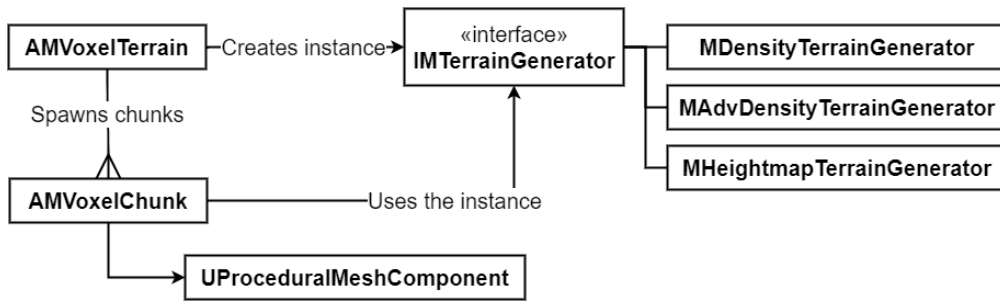 AMVoxelTerrain
Creates instance
«interface»
IMTerrainGenerator
MDensityTerrainGenerator
MAdvDensityTerrainGenerator
MHeightmapTerrainGenerator
Spawns chunks
AMVoxelChunk
Uses the instance
UProceduralMeshComponent